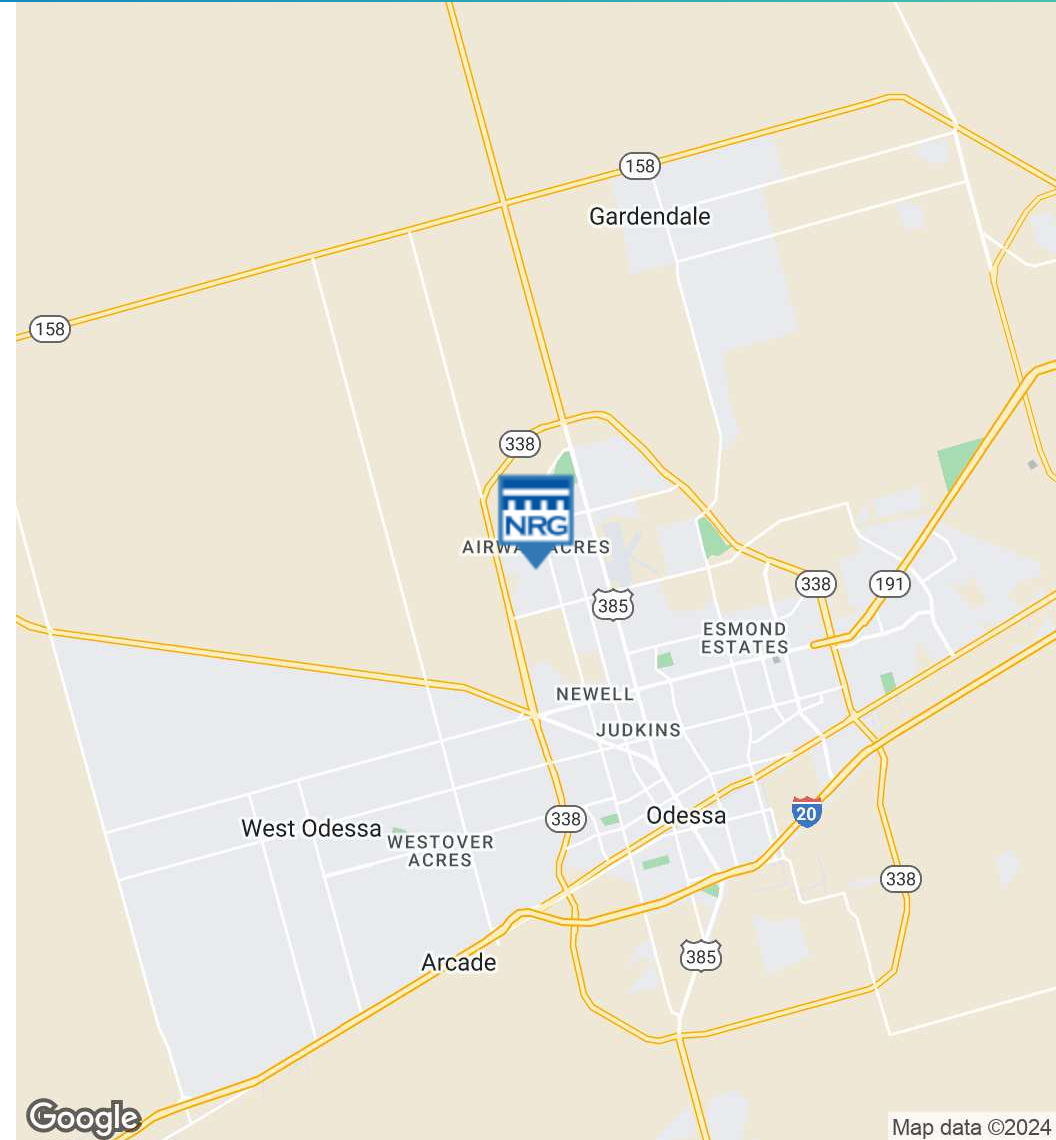 158
Gardendale
158
338
NRG
AIRWAY ACRES
385
338
191
ESMOND
ESTATES
NEWELL
JUDKINS
West Odessa
WESTOVER
ACRES
338
Odessa
20
338
Arcade
385
Google
Map data ©2024